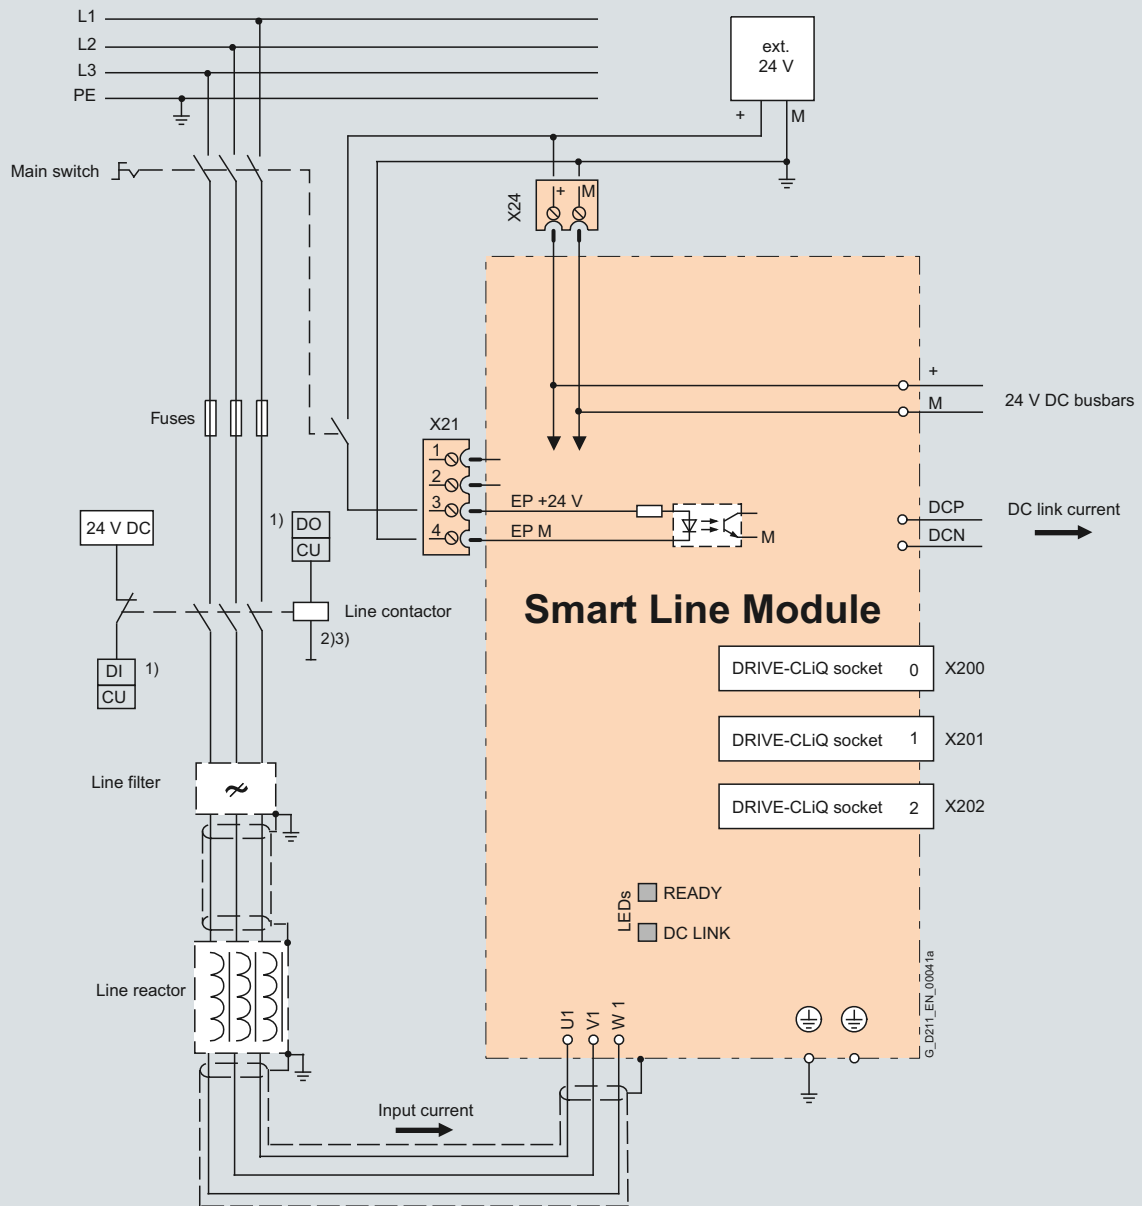 L1
L2
L3
PE
ext.
24 V
+
M
Main switch
X24
+ M
Fuses
+
M
24 V DC busbars
X21
1
2
3
4
EP +24 V
EP M
M
DCP
DCN
DC link current
24 V DC
1)
DO
CU
Line contactor
2)3)
DI
CU
1)
Smart Line Module
DRIVE-CLiQ socket 0
X200
DRIVE-CLiQ socket 1
X201
DRIVE-CLiQ socket 2
X202
Line filter
LEDs
READY
DC LINK
Line reactor
U1
V1
W 1
G_D211_EN_00041a
Input current